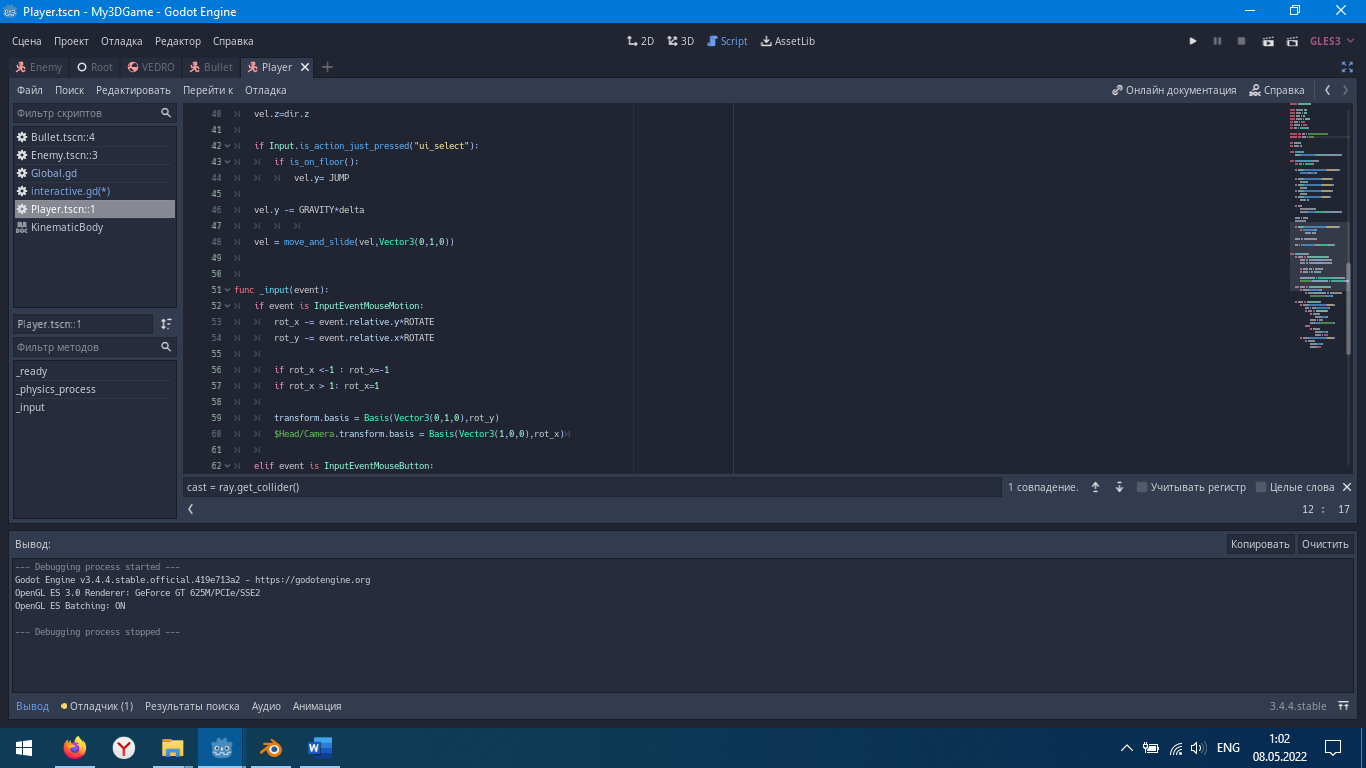 Player.tscn - My3DGame - Godot Engine
Сцена Проект Отладка Редактор Справка
2D 3D Script AssetLib
GLES3
Enemy Root VEDRO Bullet Player
Файл Поиск Редактировать Перейти к Отладка
Онлайн документация Справка
Фильтр скриптов
Bullet.tscn::4
Enemy.tscn::3
Global.gd
interactive.gd(*)
Player.tscn::1
KinematicBody
Player.tscn::1
Фильтр методов
_ready
_physics_process
_input
40 vel.z=dir.z
41
42 if Input.is_action_just_pressed("ui_select"):
43 if is_on_floor():
44 vel.y= JUMP
45
46 vel.y -= GRAVITY*delta
47
48 vel = move_and_slide(vel,Vector3(0,1,0))
49
50
51 func _input(event):
52 if event is InputEventMouseMotion:
53 rot_x -= event.relative.y*ROTATE
54 rot_y -= event.relative.x*ROTATE
55
56 if rot_x <-1 : rot_x=-1
57 if rot_x > 1: rot_x=1
58
59 transform.basis = Basis(Vector3(0,1,0),rot_y)
60 $Head/Camera.transform.basis = Basis(Vector3(1,0,0),rot_x)
61
62 elif event is InputEventMouseButton:
cast = ray.get_collider()
1 совпадение. Учитывать регистр Целые слова
12 : 17
Вывод:
Копировать Очистить
--- Debugging process started ---
Godot Engine v3.4.4.stable.official.419e713a2 - https://godotengine.org
OpenGL ES 3.0 Renderer: GeForce GT 625M/PCIe/SSE2
OpenGL ES Batching: ON
--- Debugging process stopped ---
Вывод Отладчик (1) Результаты поиска Аудио Анимация
3.4.4.stable
ENG
1:02
08.05.2022